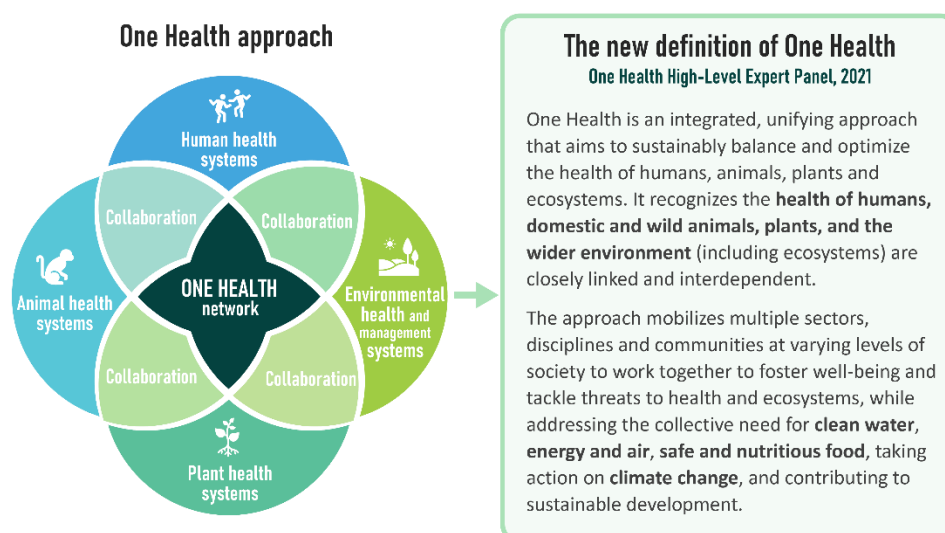 One Health approach
Human health
systems
Collaboration
Collaboration
Animal health
systems
ONE HEALTH
network
Environmental
health and
management
systems
Collaboration
Collaboration
Plant health
systems
The new definition of One Health
One Health High-Level Expert Panel, 2021
One Health is an integrated, unifying approach
that aims to sustainably balance and optimize
the health of humans, animals, plants and
ecosystems. It recognizes the health of humans,
domestic and wild animals, plants, and the
wider environment (including ecosystems) are
closely linked and interdependent.
The approach mobilizes multiple sectors,
disciplines and communities at varying levels of
society to work together to foster well-being and
tackle threats to health and ecosystems, while
addressing the collective need for clean water,
energy and air, safe and nutritious food, taking
action on climate change, and contributing to
sustainable development.